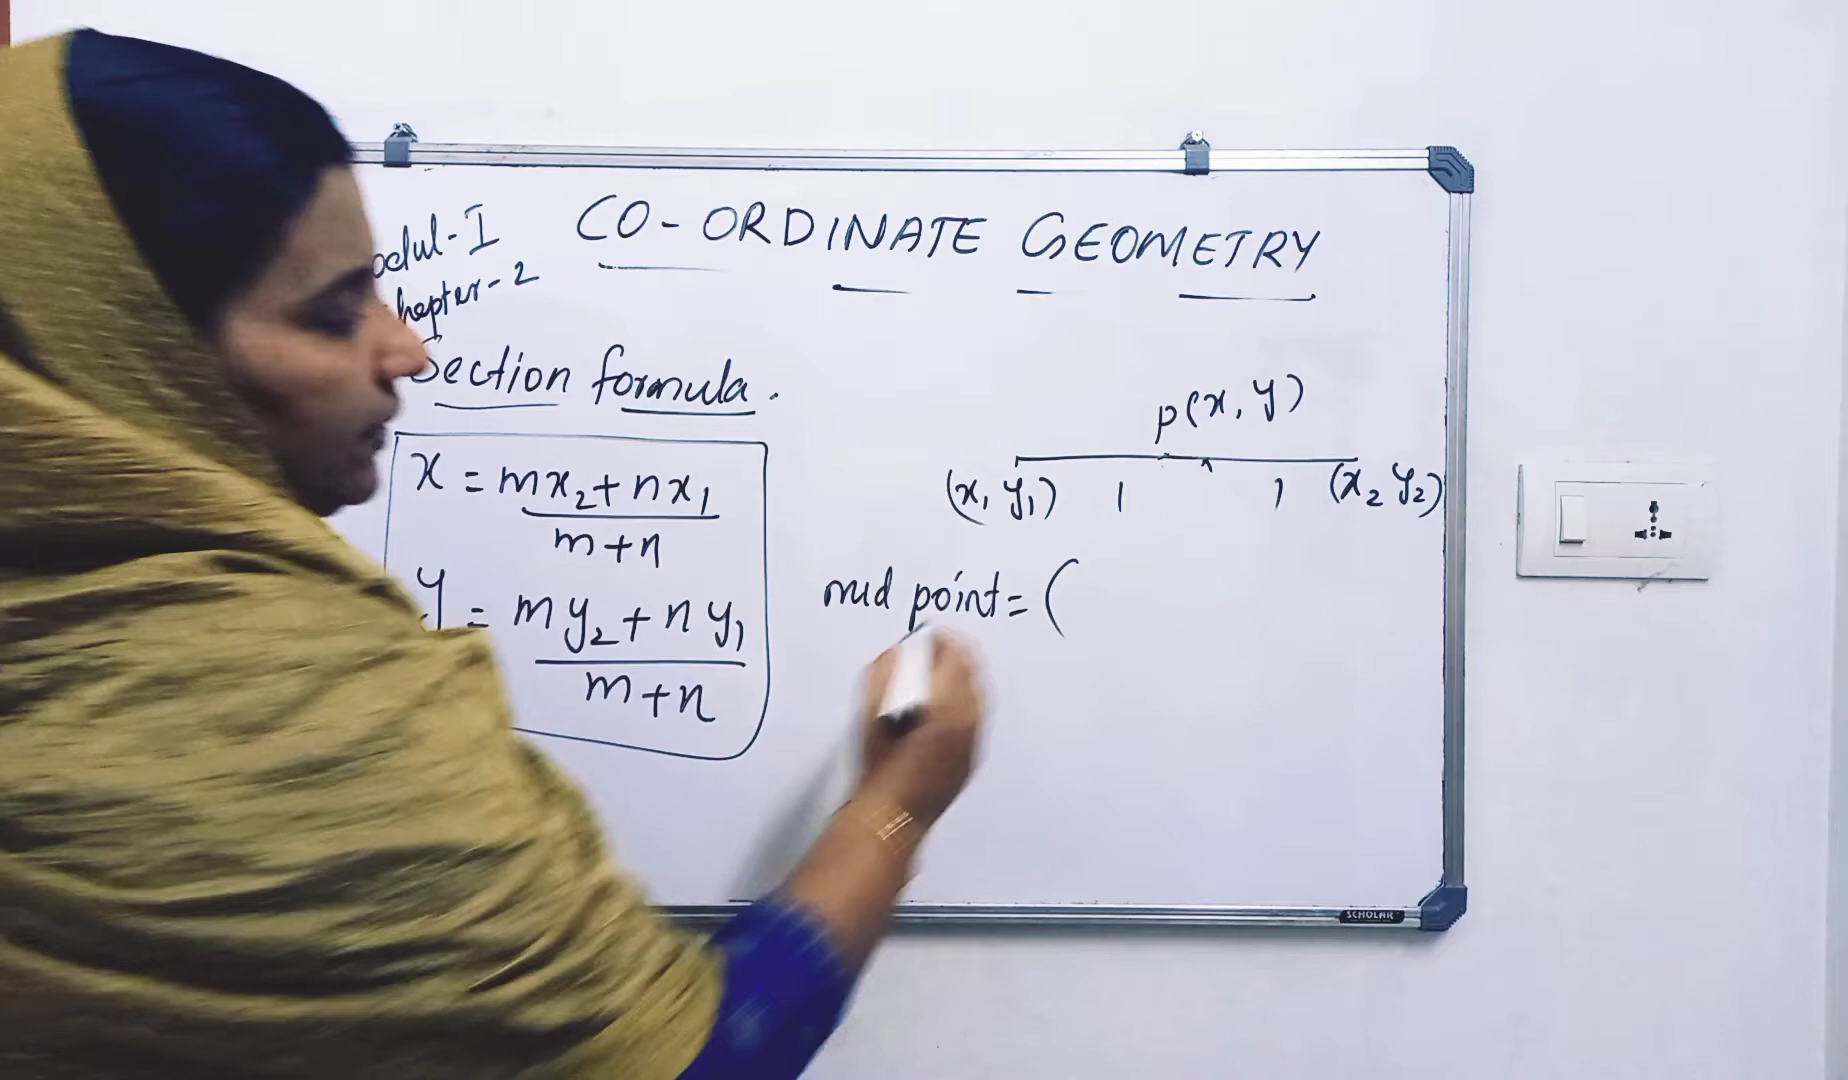 CO-ORDINATE GEOMETRY
odul-I
hapter-2
Section formula.
x = mx₂+nx₁
m+n
y = my₂+ny₁
m+n
P(x, y)
(x₁ y₁) 1 1 (x₂ y₂)
mid point = (
SCHOLAR